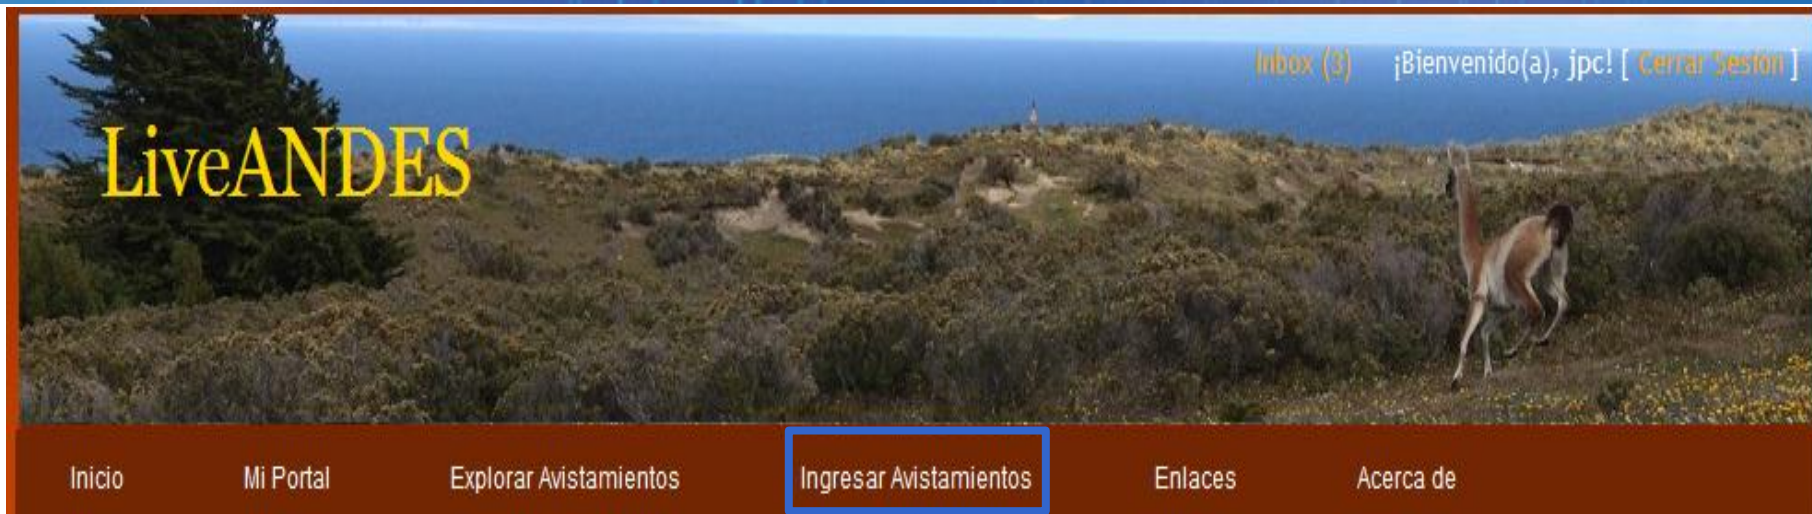 Inbox (3) ¡Bienvenido(a), jpc! [ Cerrar Sesión ]
LiveANDES
Inicio Mi Portal Explorar Avistamientos Ingresar Avistamientos Enlaces Acerca de